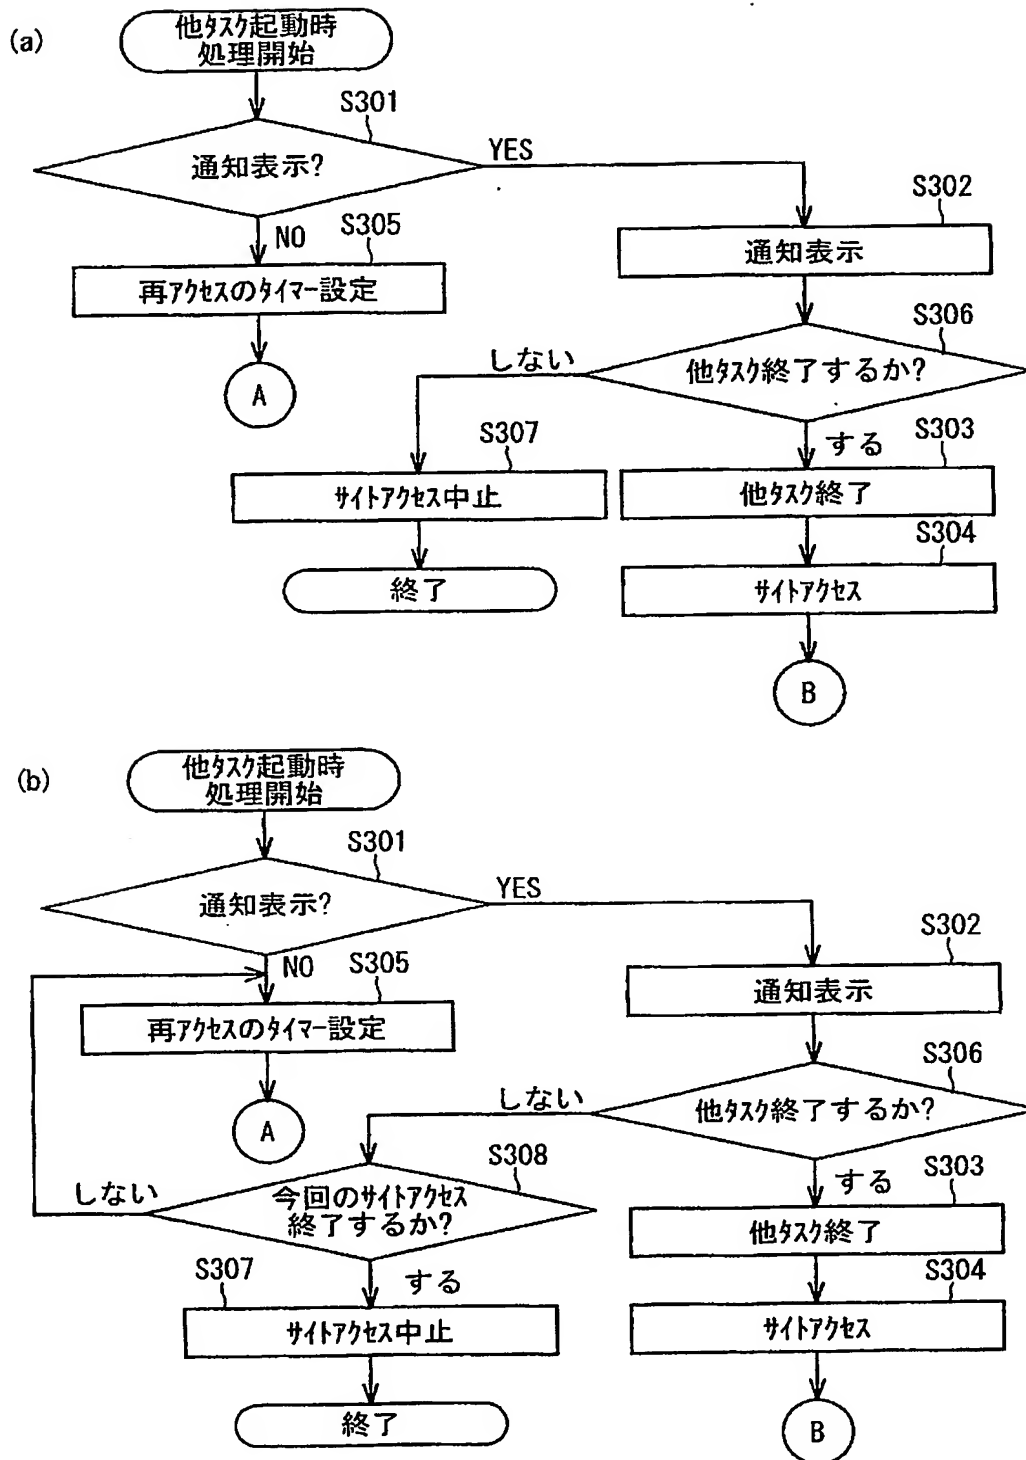 (a)
他ﾀｽｸ起動時
処理開始
S301
通知表示?
YES
NO
S305
再ｱｸｾｽのﾀｲﾏｰ設定
A
S302
通知表示
S306
他ﾀｽｸ終了するか?
しない
する
S307
ｻｲﾄｱｸｾｽ中止
終了
S303
他ﾀｽｸ終了
S304
ｻｲﾄｱｸｾｽ
B
(b)
他ﾀｽｸ起動時
処理開始
S301
通知表示?
YES
NO
S305
再ｱｸｾｽのﾀｲﾏｰ設定
A
S302
通知表示
S306
他ﾀｽｸ終了するか?
しない
する
S308
今回のｻｲﾄｱｸｾｽ
終了するか?
しない
する
S307
ｻｲﾄｱｸｾｽ中止
終了
S303
他ﾀｽｸ終了
S304
ｻｲﾄｱｸｾｽ
B